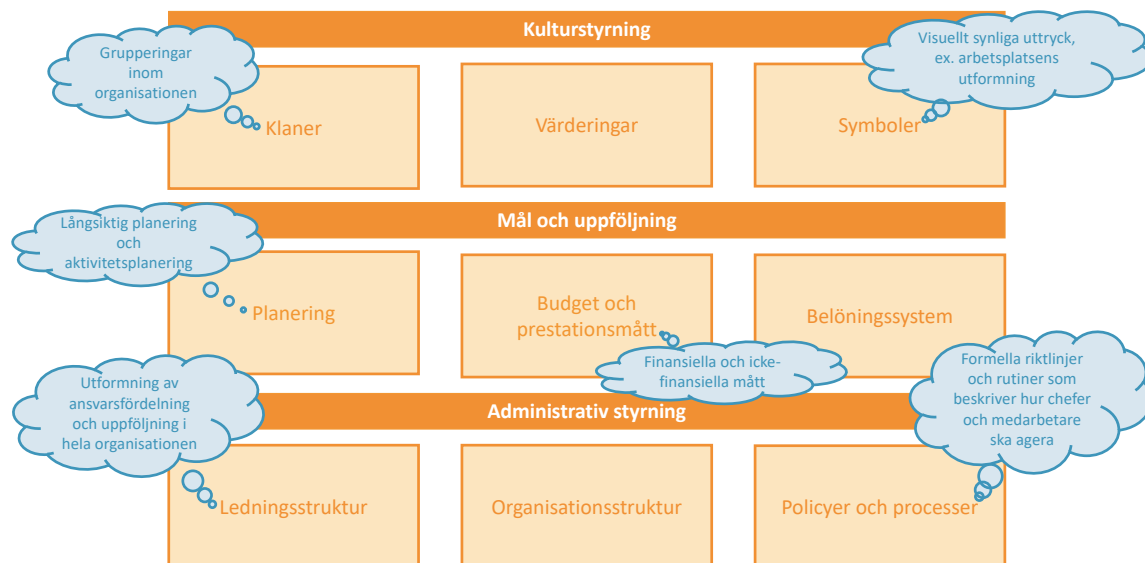 Kulturstyrning
Grupperingar
inom
organisationen
Visuellt synliga uttryck,
ex. arbetsplatsens
utformning
Klaner
Värderingar
Symboler
Mål och uppföljning
Långsiktig planering
och
aktivitetsplanering
Planering
Budget och
prestationsmått
Belöningssystem
Finansiella och icke-
finansiella mått
Formella riktlinjer
och rutiner som
beskriver hur chefer
och medarbetare
ska agera
Utformning av
ansvarsfördelning
och uppföljning i
hela organisationen
Administrativ styrning
Ledningsstruktur
Organisationsstruktur
Policyer och processer